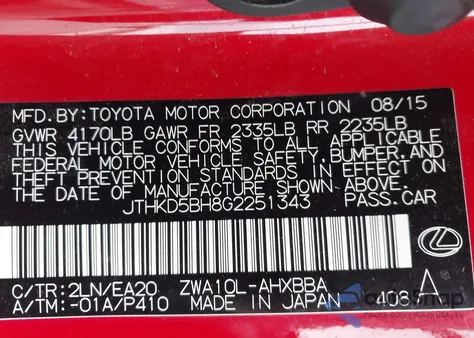 MFD.BY:TOYOTA MOTOR CORPORATION 08/15
GVWR 4170LB GAWR FR 2335LB RR 2235LB
THIS VEHICLE CONFORMS TO ALL APPLICABLE
FEDERAL MOTOR VEHICLE SAFETY,BUMPER,AND
THEFT PREVENTION STANDARDS IN EFFECT ON
THE DATE OF MANUFACTURE SHOWN ABOVE.
JTHKD5BH8G2251343 PASS.CAR
C/TR:2LN/EA20 ZWA10L-AHXBBA
A/TM:-01A/P410 MADE IN JAPAN 408 A